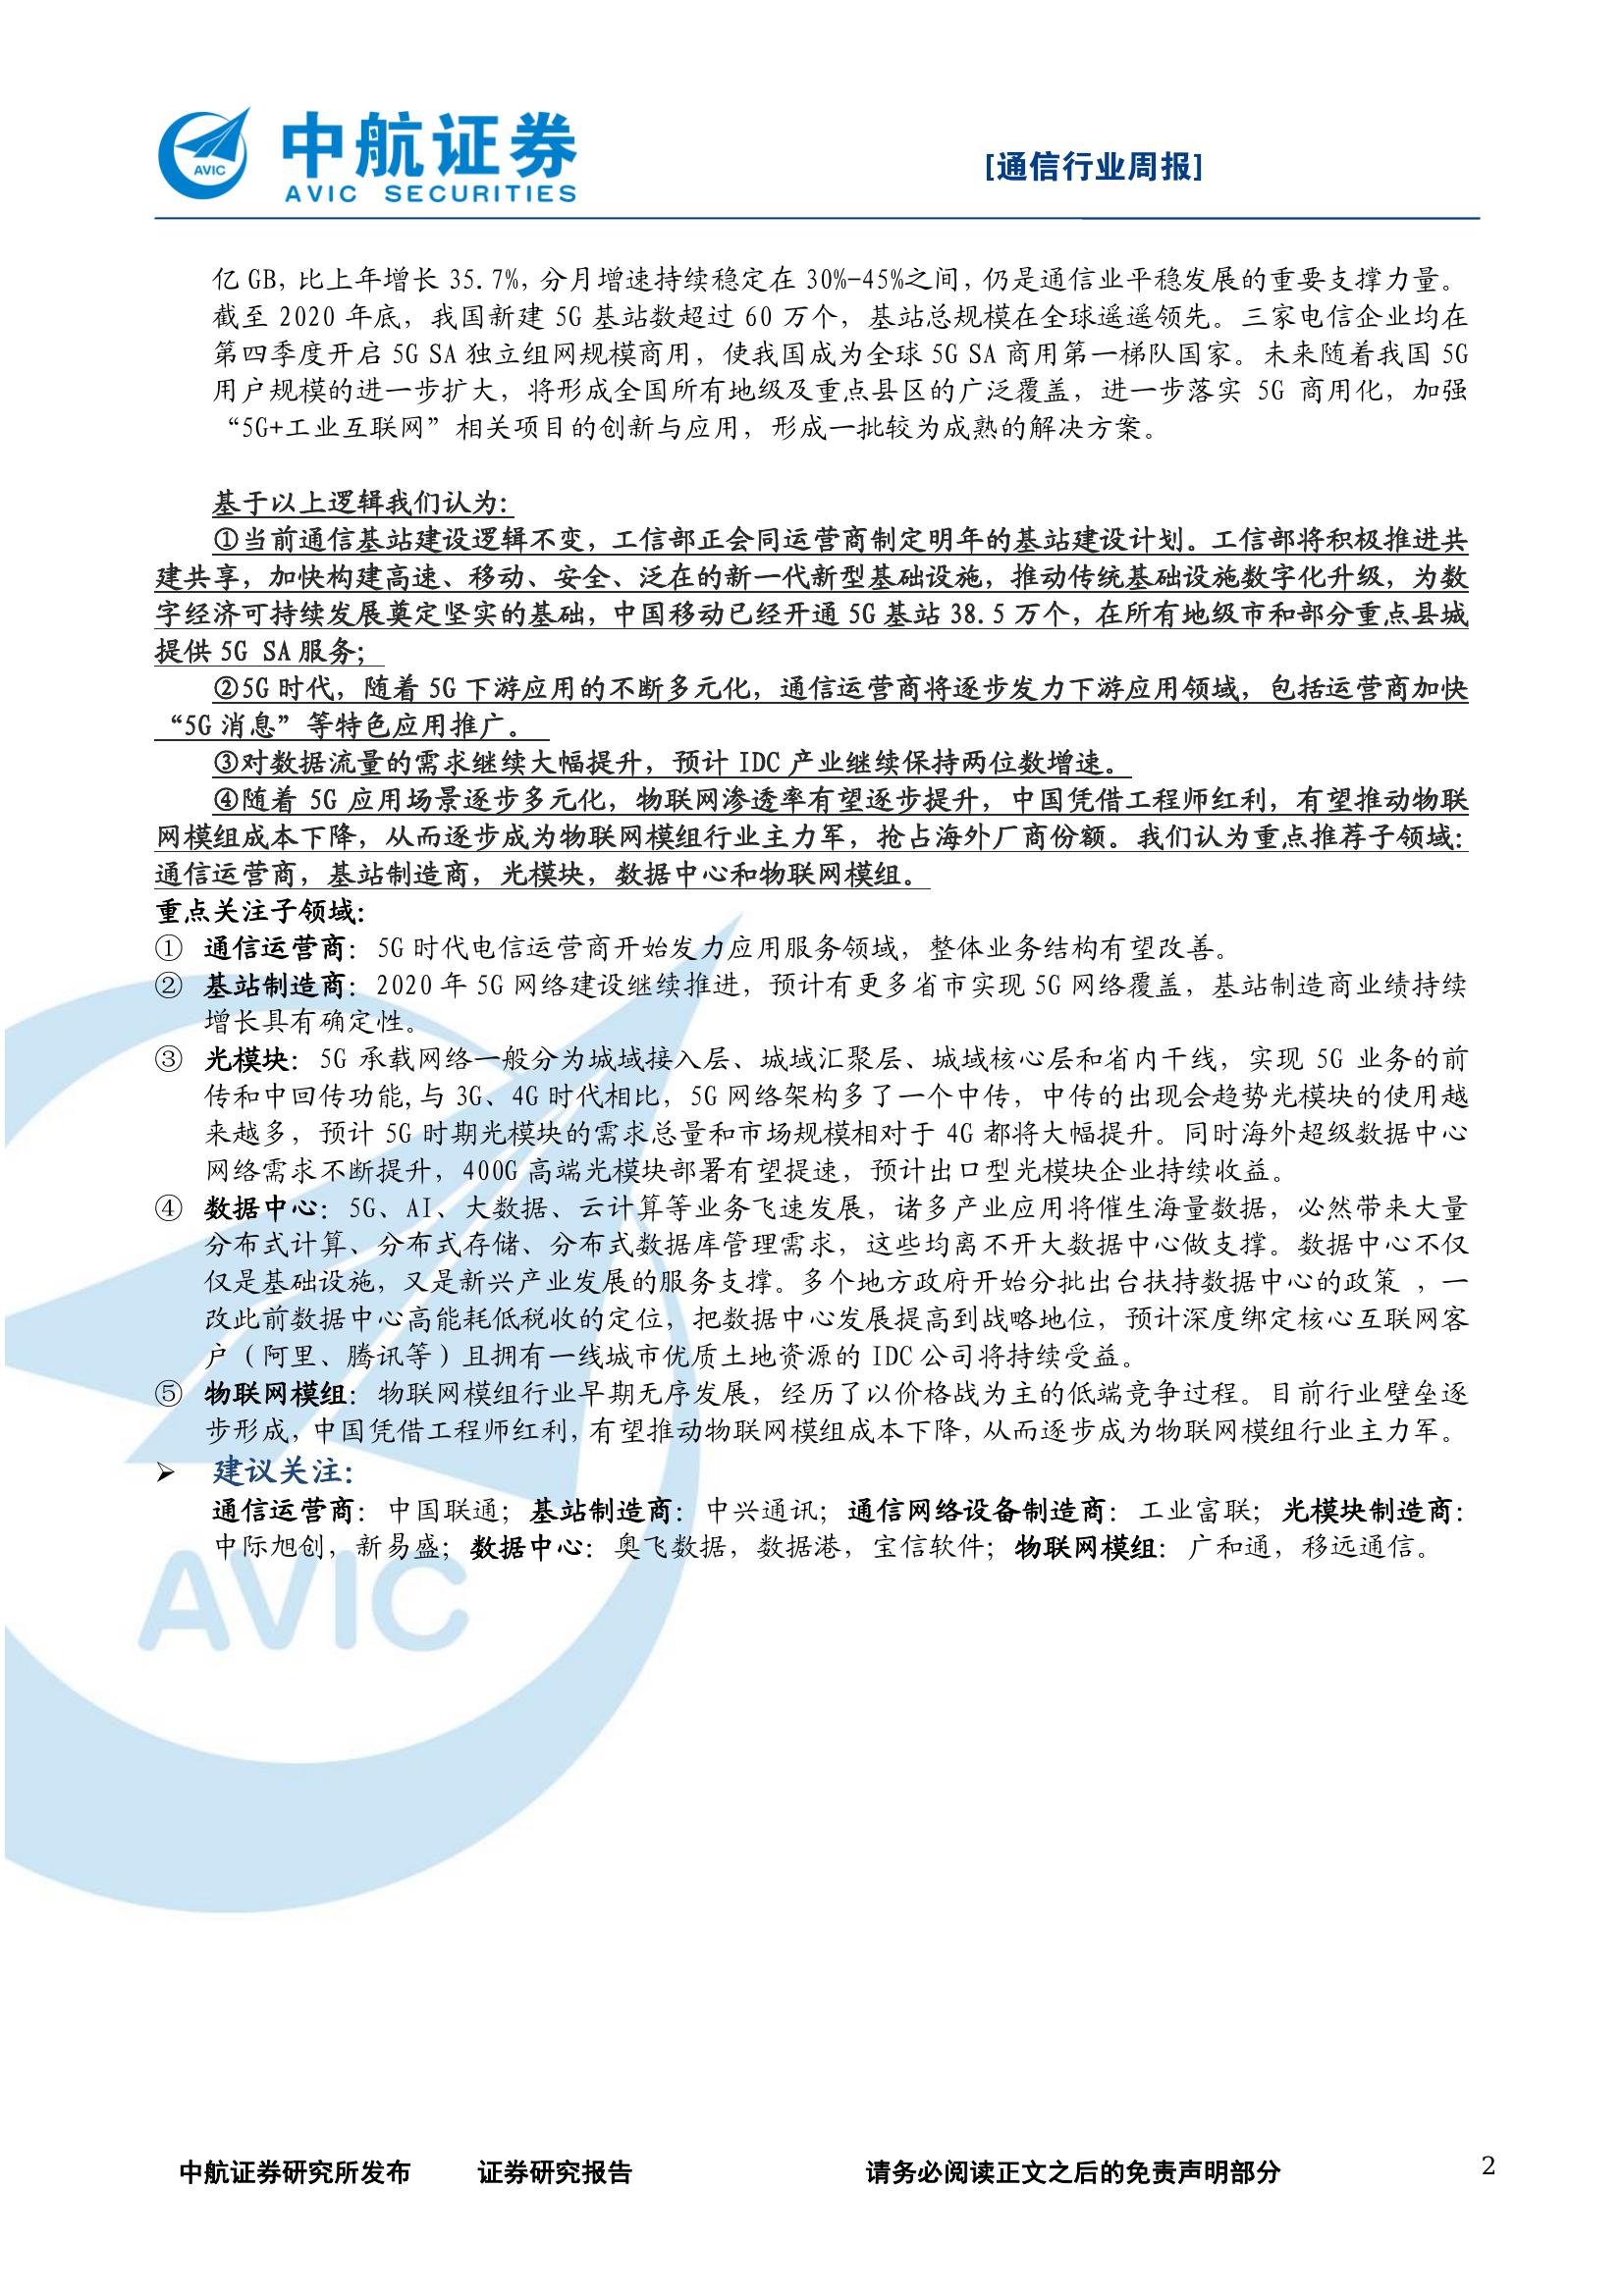 AVIC
中航证券
AVIC SECURITIES
[通信行业周报]
亿 GB，比上年增长 35.7%，分月增速持续稳定在 30%-45%之间，仍是通信业平稳发展的重要支撑力量。
截至 2020 年底，我国新建 5G 基站数超过 60 万个，基站总规模在全球遥遥领先。三家电信企业均在
第四季度开启 5G SA 独立组网规模商用，使我国成为全球 5G SA 商用第一梯队国家。未来随着我国 5G
用户规模的进一步扩大，将形成全国所有地级及重点县区的广泛覆盖，进一步落实 5G 商用化，加强
“5G+工业互联网”相关项目的创新与应用，形成一批较为成熟的解决方案。
基于以上逻辑我们认为：
①当前通信基站建设逻辑不变，工信部正会同运营商制定明年的基站建设计划。工信部将积极推进共
建共享，加快构建高速、移动、安全、泛在的新一代新型基础设施，推动传统基础设施数字化升级，为数
字经济可持续发展奠定坚实的基础，中国移动已经开通 5G 基站 38.5 万个，在所有地级市和部分重点县城
提供 5G SA 服务；
②5G 时代，随着 5G 下游应用的不断多元化，通信运营商将逐步发力下游应用领域，包括运营商加快
“5G 消息”等特色应用推广。
③对数据流量的需求继续大幅提升，预计 IDC 产业继续保持两位数增速。
④随着 5G 应用场景逐步多元化，物联网渗透率有望逐步提升，中国凭借工程师红利，有望推动物联
网模组成本下降，从而逐步成为物联网模组行业主力军，抢占海外厂商份额。我们认为重点推荐子领域：
通信运营商，基站制造商，光模块，数据中心和物联网模组。
重点关注子领域：
① 通信运营商：5G 时代电信运营商开始发力应用服务领域，整体业务结构有望改善。
② 基站制造商：2020 年 5G 网络建设继续推进，预计有更多省市实现 5G 网络覆盖，基站制造商业绩持续
增长具有确定性。
③ 光模块：5G 承载网络一般分为城域接入层、城域汇聚层、城域核心层和省内干线，实现 5G 业务的前
传和中回传功能,与 3G、4G 时代相比，5G 网络架构多了一个中传，中传的出现会趋势光模块的使用越
来越多，预计 5G 时期光模块的需求总量和市场规模相对于 4G 都将大幅提升。同时海外超级数据中心
网络需求不断提升，400G 高端光模块部署有望提速，预计出口型光模块企业持续收益。
④ 数据中心：5G、AI、大数据、云计算等业务飞速发展，诸多产业应用将催生海量数据，必然带来大量
分布式计算、分布式存储、分布式数据库管理需求，这些均离不开大数据中心做支撑。数据中心不仅
仅是基础设施，又是新兴产业发展的服务支撑。多个地方政府开始分批出台扶持数据中心的政策 ，一
改此前数据中心高能耗低税收的定位，把数据中心发展提高到战略地位，预计深度绑定核心互联网客
户（阿里、腾讯等）且拥有一线城市优质土地资源的 IDC 公司将持续受益。
⑤ 物联网模组：物联网模组行业早期无序发展，经历了以价格战为主的低端竞争过程。目前行业壁垒逐
步形成，中国凭借工程师红利，有望推动物联网模组成本下降，从而逐步成为物联网模组行业主力军。
➢ 建议关注：
通信运营商：中国联通；基站制造商：中兴通讯；通信网络设备制造商：工业富联；光模块制造商：
中际旭创，新易盛；数据中心：奥飞数据，数据港，宝信软件；物联网模组：广和通，移远通信。
AVIC
中航证券研究所发布 证券研究报告 请务必阅读正文之后的免责声明部分 2